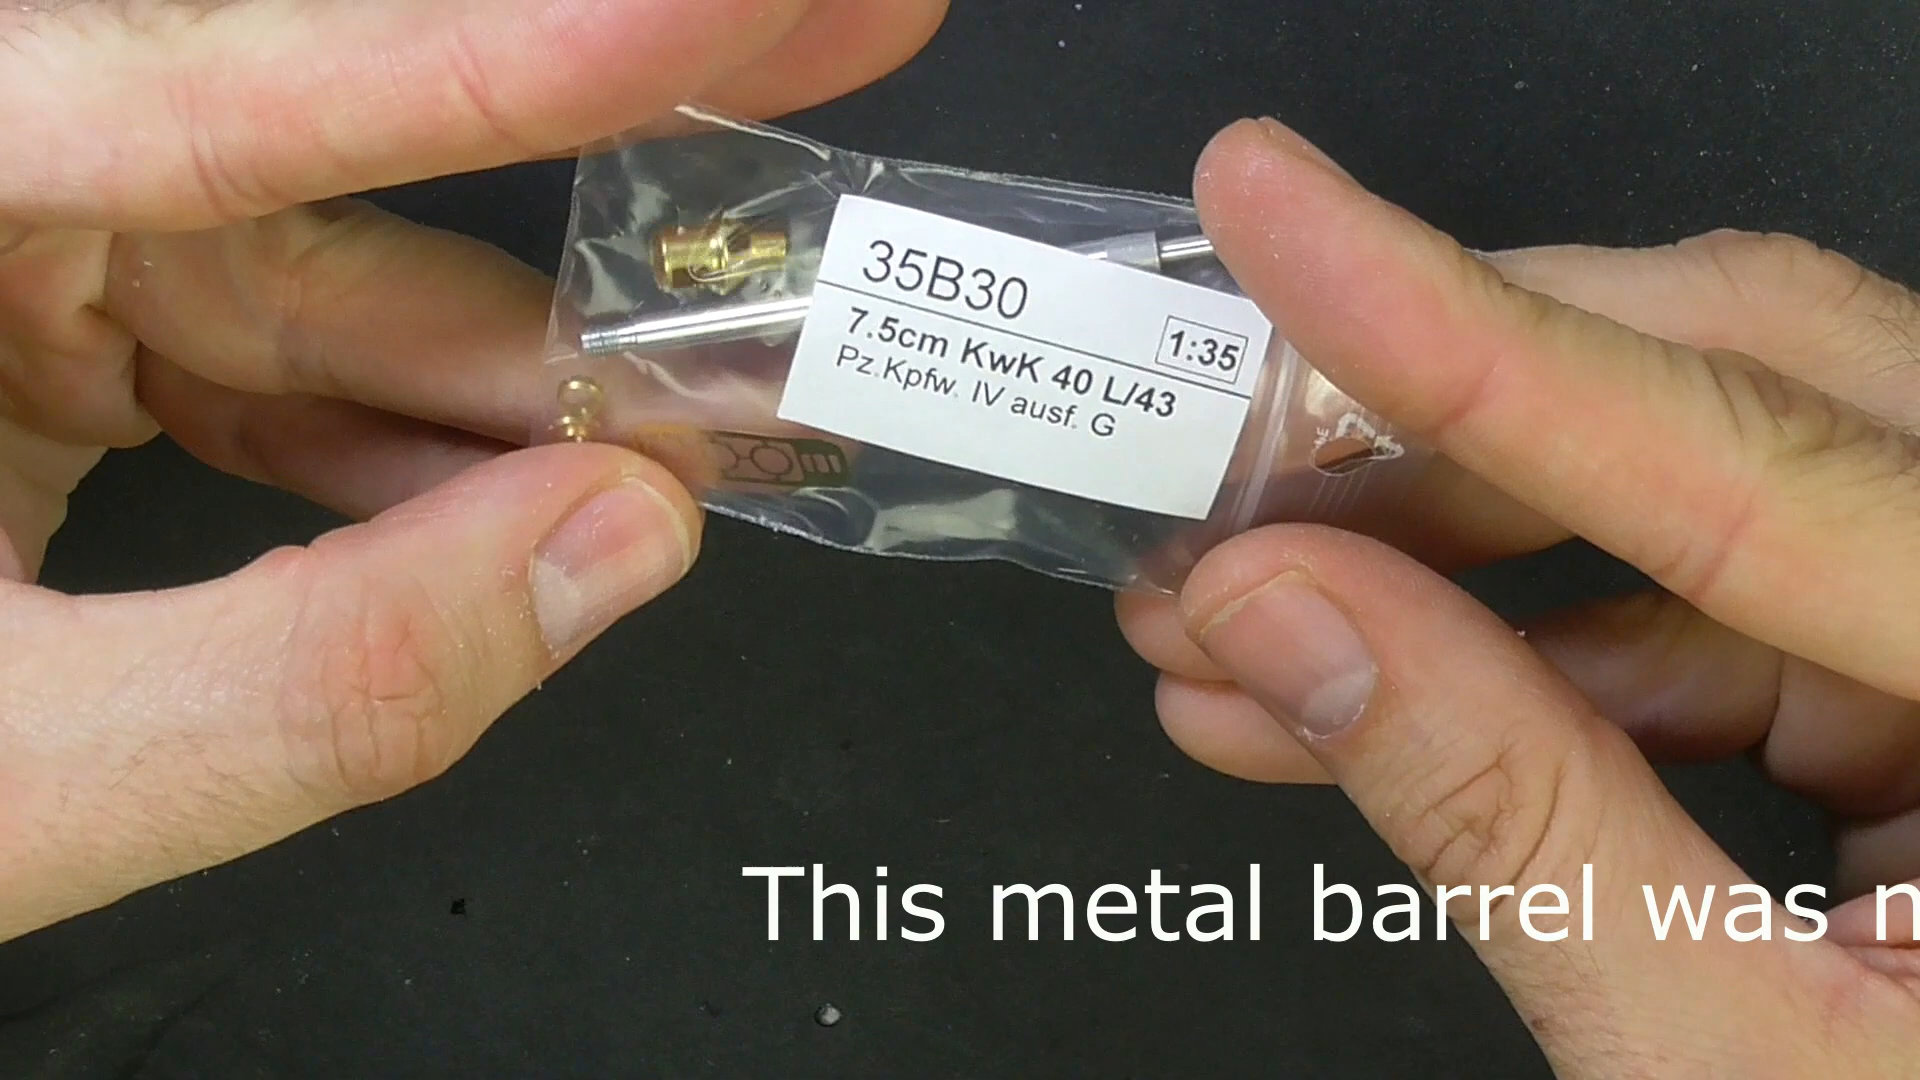 35B30
1:35
7.5cm KwK 40 L/43
Pz.Kpfw. IV ausf. G
This metal barrel was